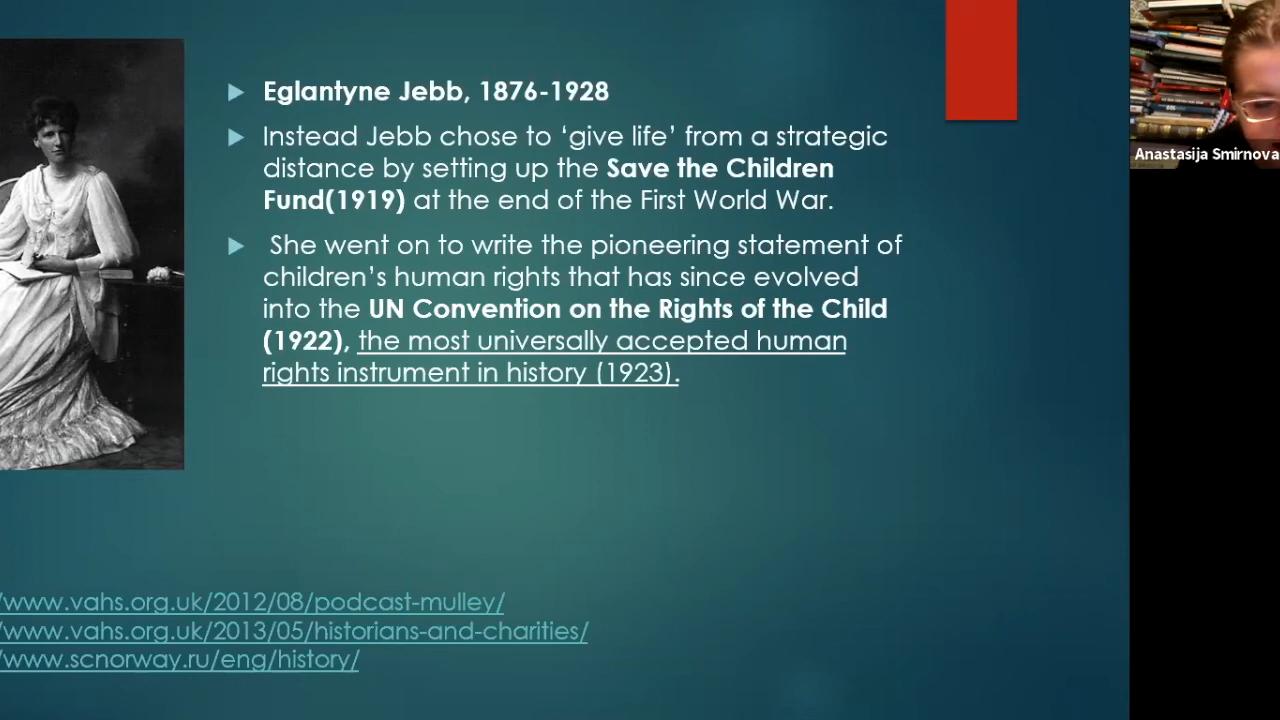 Eglantyne Jebb, 1876-1928
Instead Jebb chose to ‘give life’ from a strategic
distance by setting up the Save the Children
Fund(1919) at the end of the First World War.
She went on to write the pioneering statement of
children’s human rights that has since evolved
into the UN Convention on the Rights of the Child
(1922), the most universally accepted human
rights instrument in history (1923).
/www.vahs.org.uk/2012/08/podcast-mulley/
/www.vahs.org.uk/2013/05/historians-and-charities/
/www.scnorway.ru/eng/history/
Anastasija Smirnova